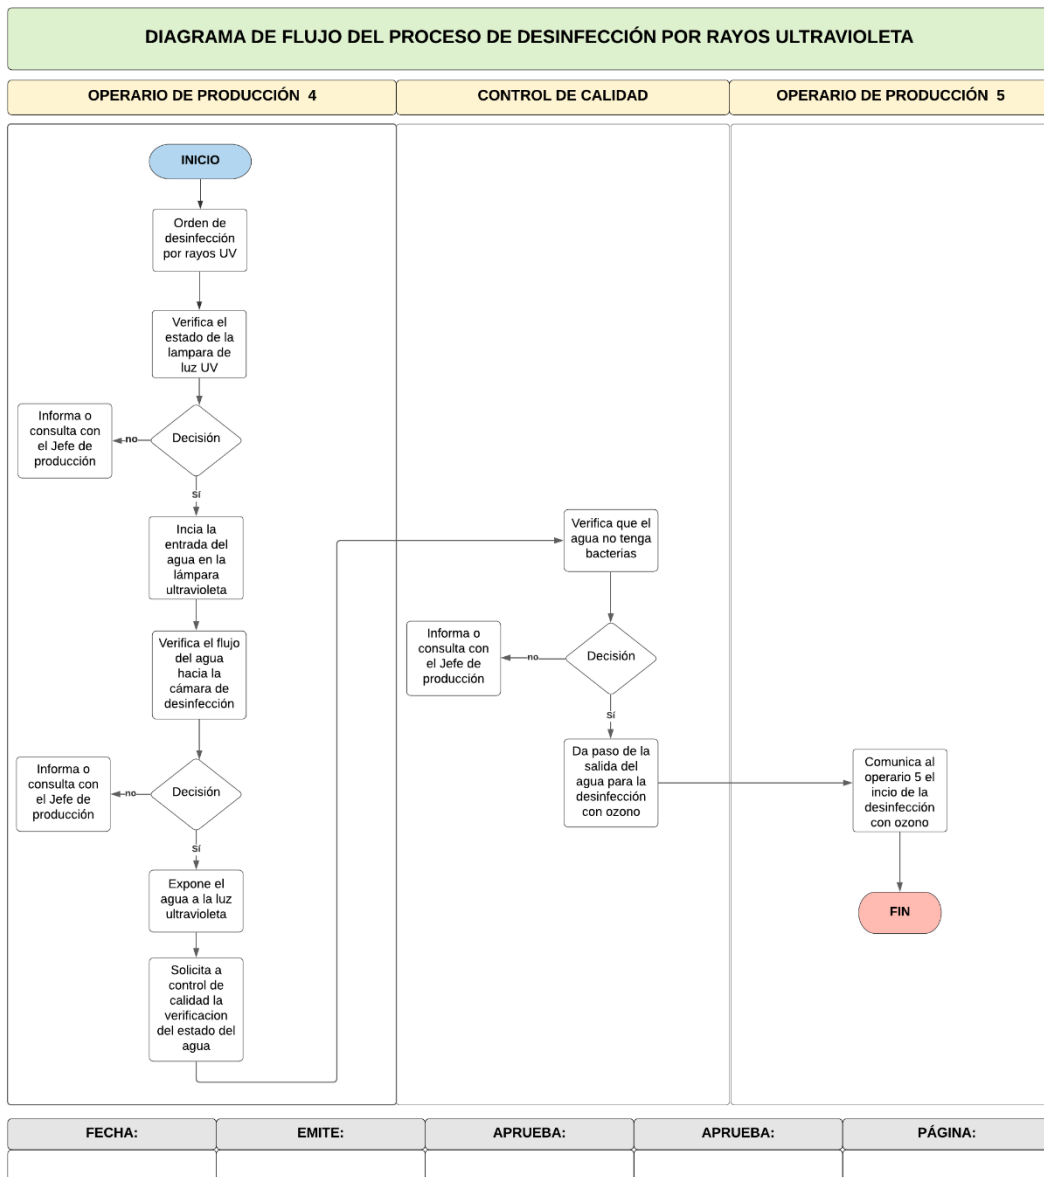 DIAGRAMA DE FLUJO DEL PROCESO DE DESINFECCIÓN POR RAYOS ULTRAVIOLETA
OPERARIO DE PRODUCCIÓN 4
CONTROL DE CALIDAD
OPERARIO DE PRODUCCIÓN 5
INICIO
Orden de
desinfección
por rayos UV
Verifica el
estado de la
lampara de
luz UV
Decisión
no
Informa o
consulta con
el Jefe de
producción
Sí
Incia la
entrada del
agua en la
lámpara
ultravioleta
Verifica el flujo
del agua
hacia la
cámara de
desinfección
Decisión
no
Informa o
consulta con
el Jefe de
producción
Sí
Expone el
agua a la luz
ultravioleta
Solicita a
control de
calidad la
verificacion
del estado del
agua
Verifica que el
agua no tenga
bacterias
Decisión
no
Informa o
consulta con
el Jefe de
producción
Sí
Da paso de la
salida del
agua para la
desinfección
con ozono
Comunica al
operario 5 el
incio de la
desinfección
con ozono
FIN
FECHA:
EMITE:
APRUEBA:
APRUEBA:
PÁGINA: